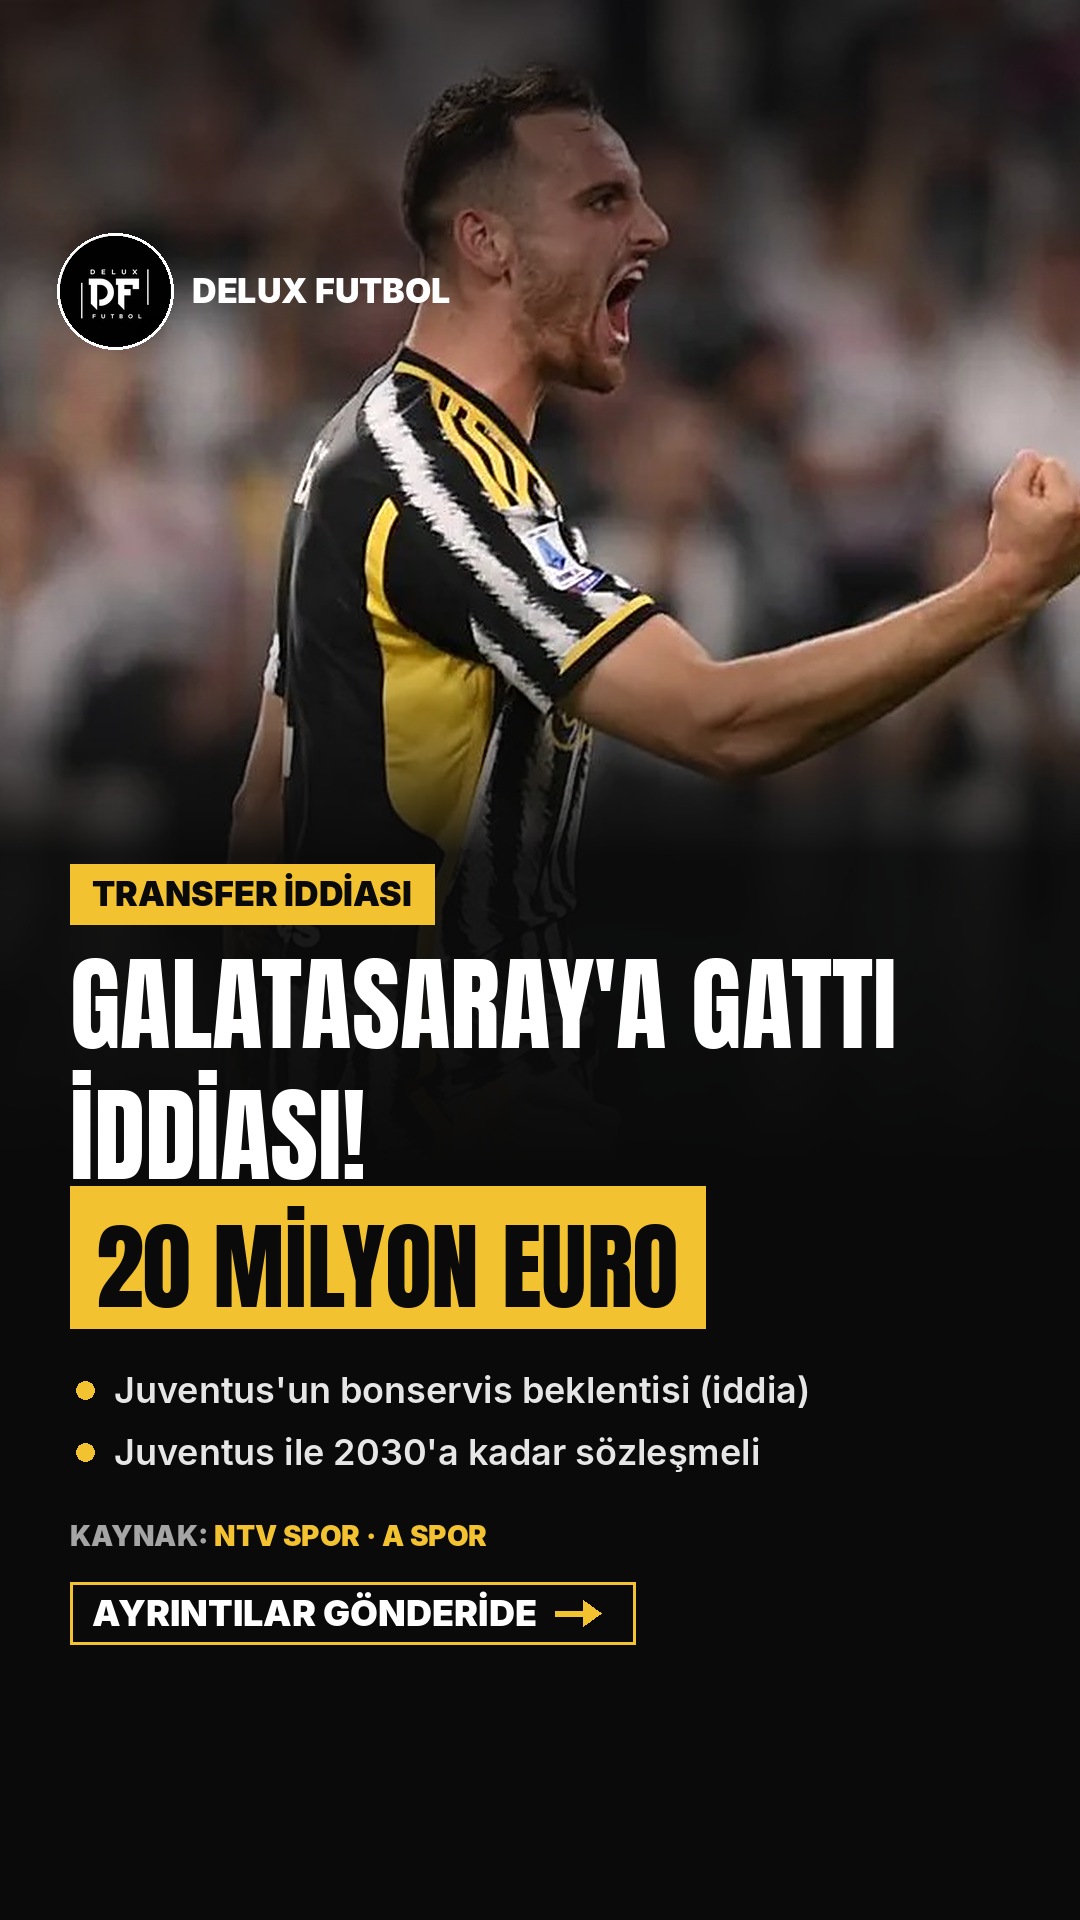 DELUX
DF
FUTBOL
DELUX FUTBOL
TRANSFER İDDİASI
GALATASARAY'A GATTI
İDDİASI!
20 MİLYON EURO
Juventus'un bonservis beklentisi (iddia)
Juventus ile 2030'a kadar sözleşmeli
KAYNAK: NTV SPOR · A SPOR
AYRINTILAR GÖNDERİDE